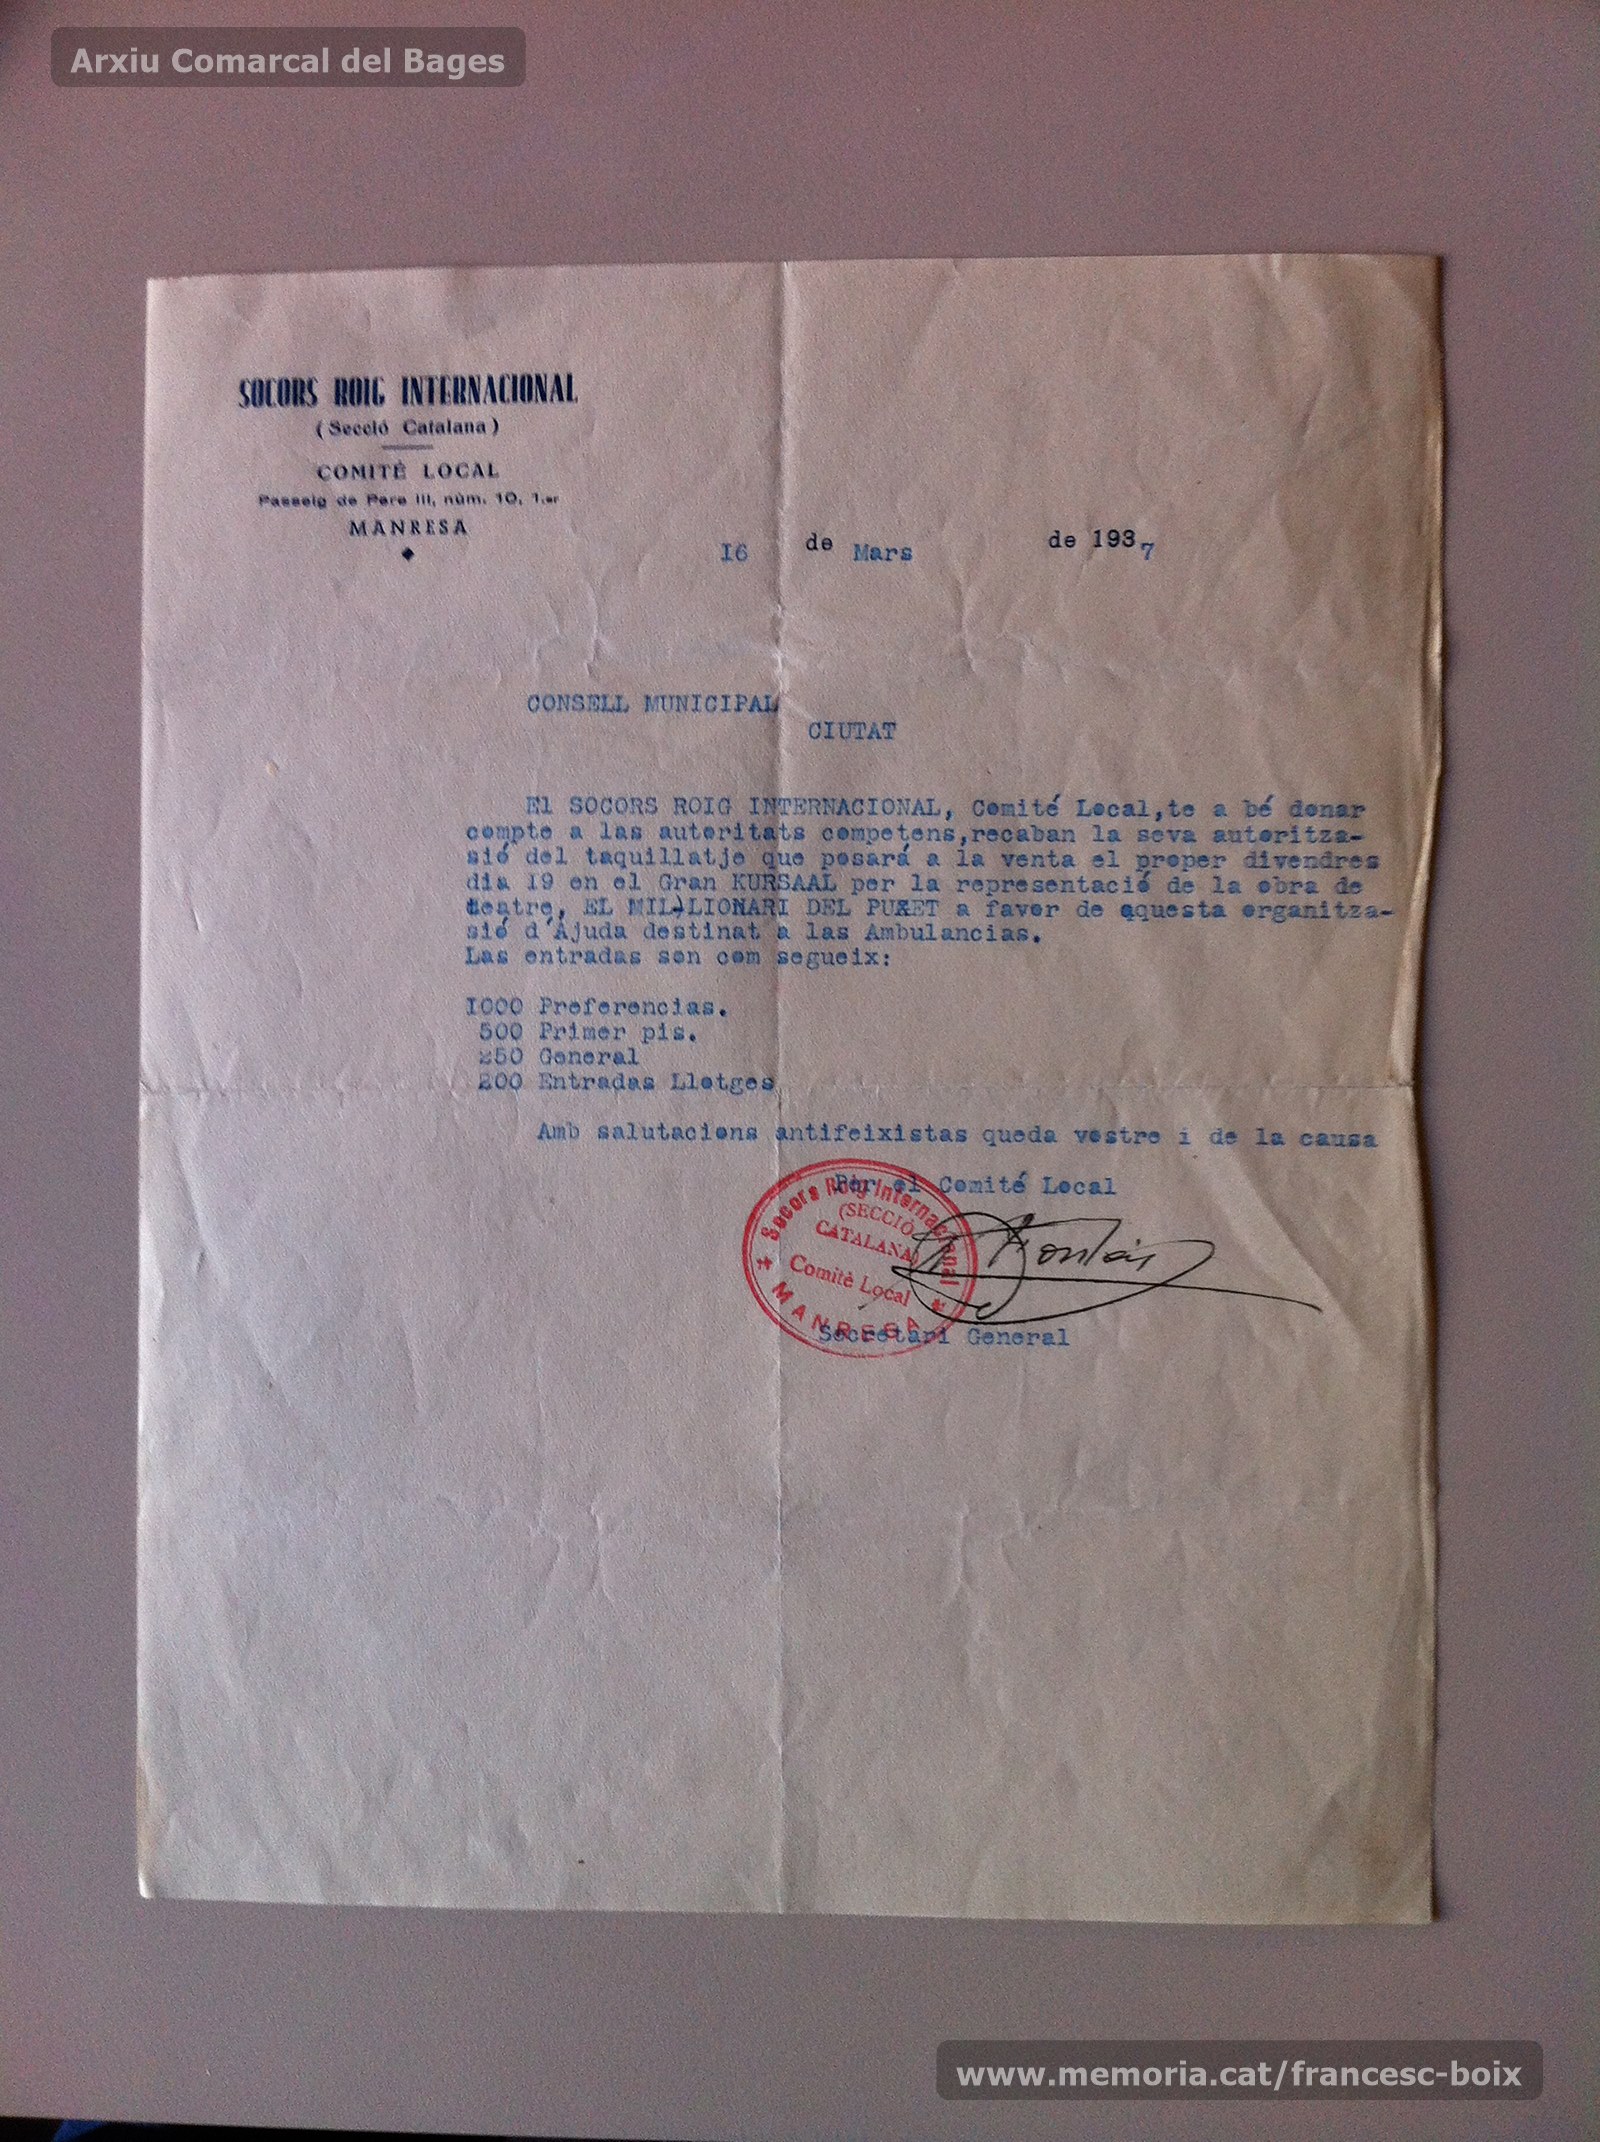 Arxiu Comarcal del Bages
SOCORS ROIG INTERNACIONAL
(Secció Catalana)
COMITÈ LOCAL
Passeig de Pere III, núm. 10, 1.er
MANRESA
16 de Mars de 1937
CONSELL MUNICIPAL
CIUTAT
El SOCORS ROIG INTERNACIONAL, Comité Local,te a bé donar
compte a las autoritats competens,recaban la seva autoritza-
sió del taquillatje que posará a la venta el proper divendres
dia 19 en el Gran KURSAAL per la representació de la obra de
teatre, EL MIL-LIONARI DEL PUXET a favor de aquesta organitza-
sió d'Ajuda destinat a las Ambulancias.
Las entradas son com segueix:
1000 Preferencias.
500 Primer pis.
250 General
200 Entradas Llotges
Amb salutacions antifeixistas queda vostre i de la causa
Per el Comité Local
Socors Roig Internacional
(SECCIÓ
CATALANA)
Comitè Local
MANRESA
Secretari General
www.memoria.cat/francesc-boix